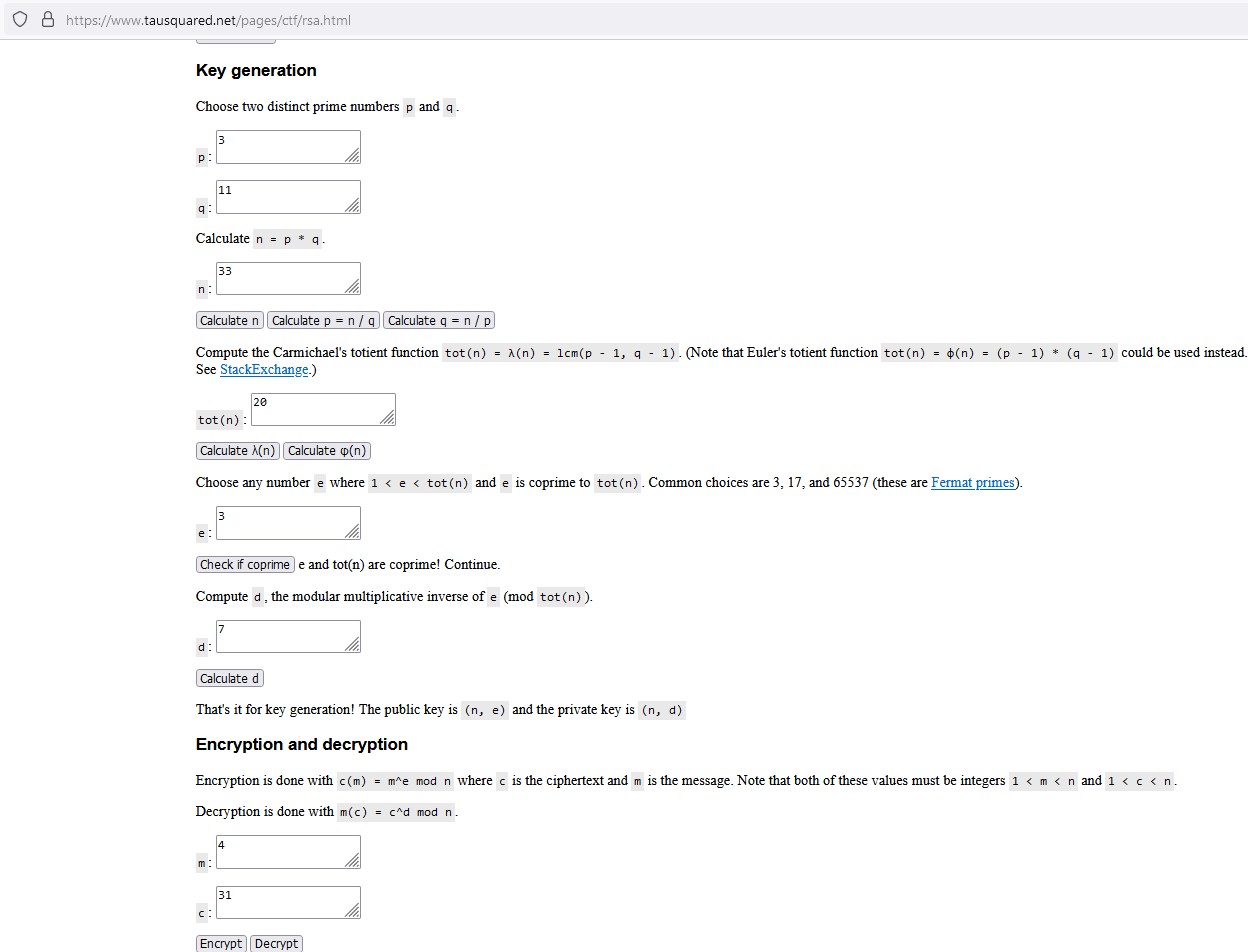 https://www.tausquared.net/pages/ctf/rsa.html
Key generation
Choose two distinct prime numbers p and q.
p: 3
q: 11
Calculate n = p * q.
n: 33
Calculate n Calculate p = n / q Calculate q = n / p
Compute the Carmichael's totient function tot(n) = λ(n) = lcm(p - 1, q - 1). (Note that Euler's totient function tot(n) = ϕ(n) = (p - 1) * (q - 1) could be used instead.
See StackExchange.)
tot(n): 20
Calculate λ(n) Calculate φ(n)
Choose any number e where 1 < e < tot(n) and e is coprime to tot(n). Common choices are 3, 17, and 65537 (these are Fermat primes).
e: 3
Check if coprime e and tot(n) are coprime! Continue.
Compute d, the modular multiplicative inverse of e (mod tot(n)).
d: 7
Calculate d
That's it for key generation! The public key is (n, e) and the private key is (n, d)
Encryption and decryption
Encryption is done with c(m) = m^e mod n where c is the ciphertext and m is the message. Note that both of these values must be integers 1 < m < n and 1 < c < n.
Decryption is done with m(c) = c^d mod n.
m: 4
c: 31
Encrypt Decrypt